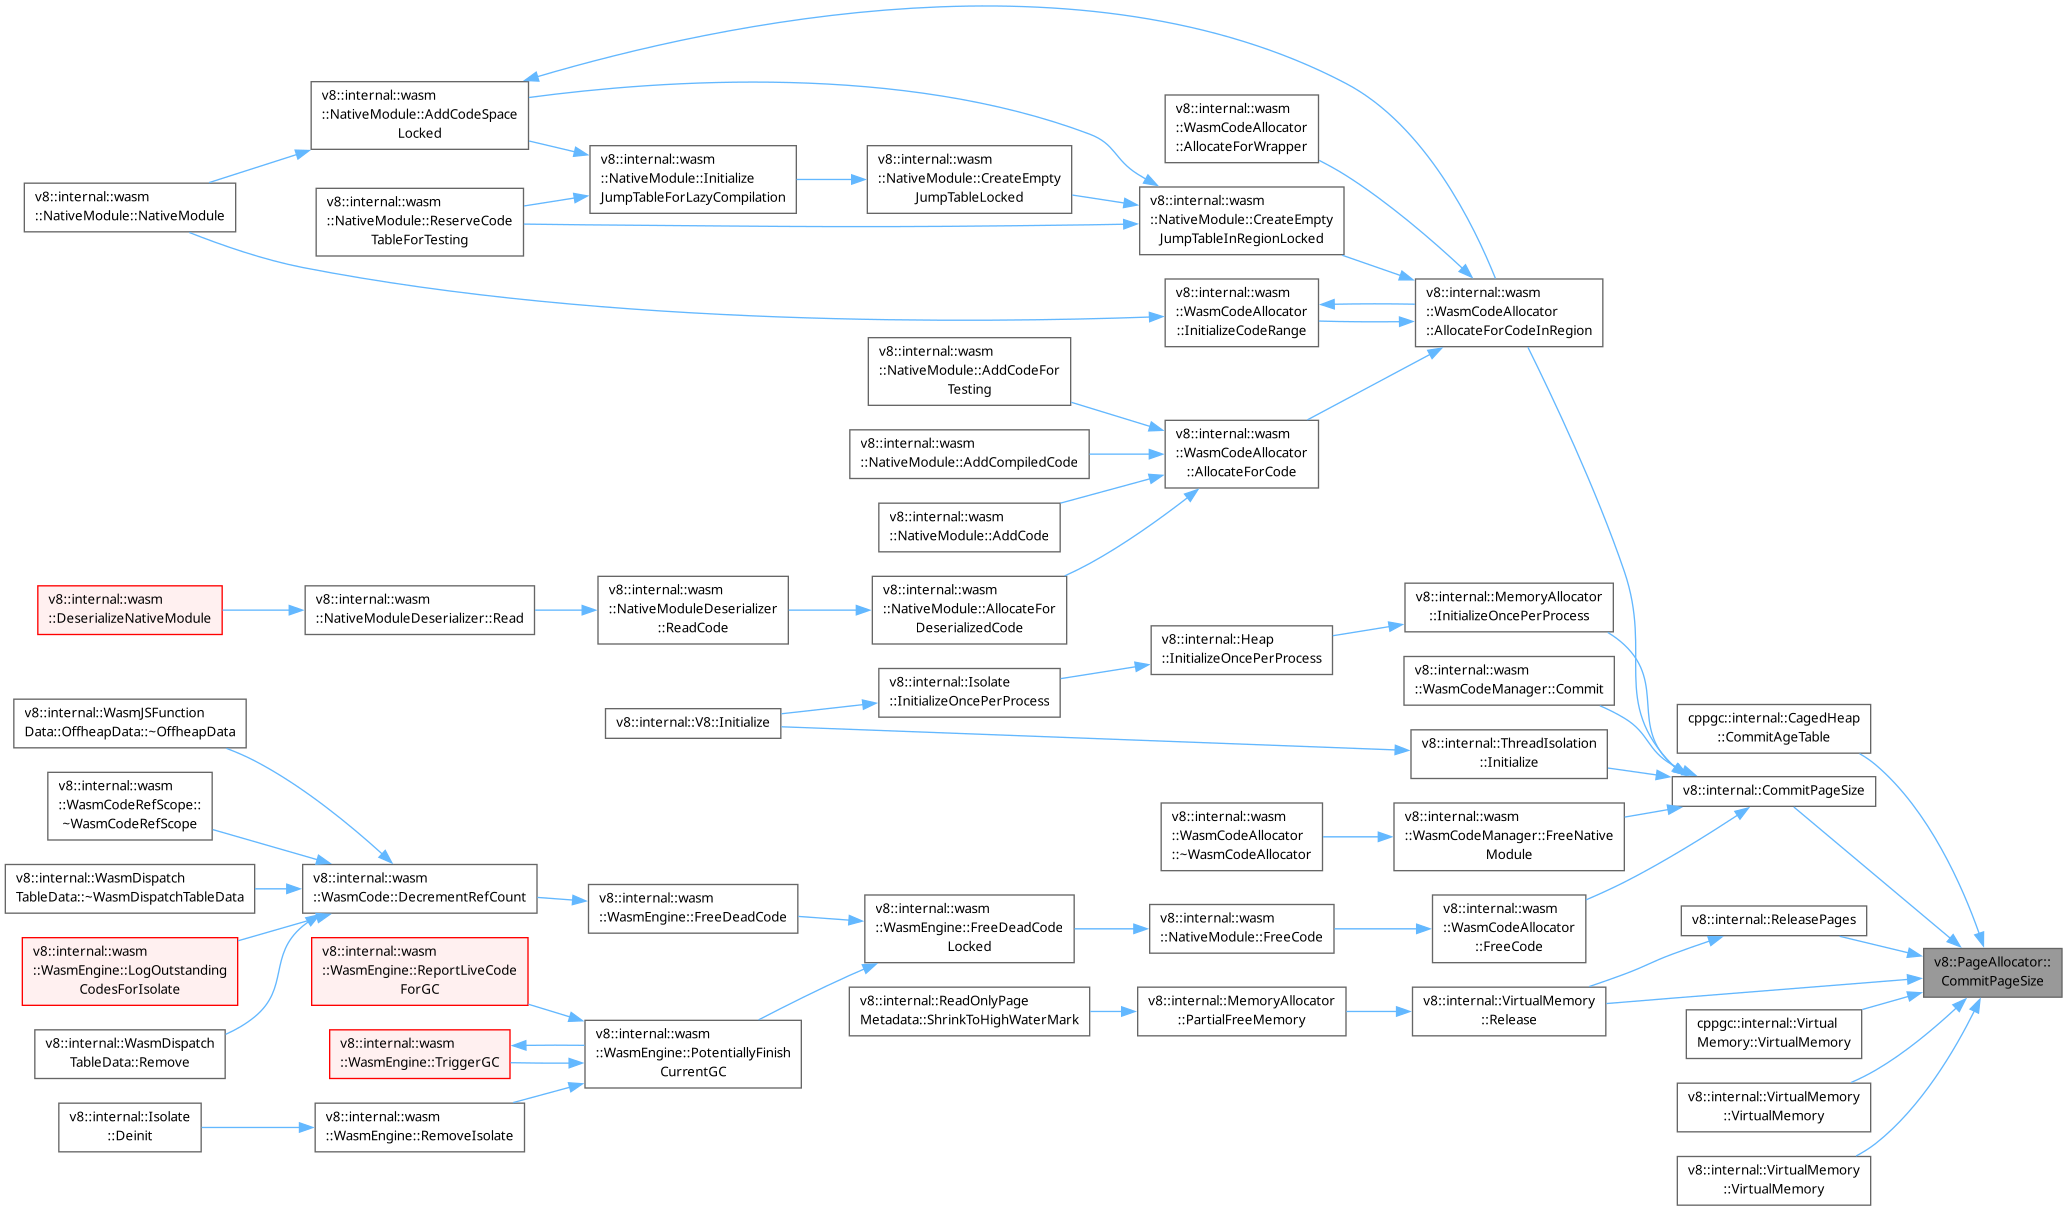 v8::internal::wasm
::NativeModule::AddCodeSpace
Locked
v8::internal::wasm
::WasmCodeAllocator
::AllocateForWrapper
v8::internal::wasm
::NativeModule::Initialize
JumpTableForLazyCompilation
v8::internal::wasm
::NativeModule::CreateEmpty
JumpTableLocked
v8::internal::wasm
::NativeModule::NativeModule
v8::internal::wasm
::NativeModule::ReserveCode
TableForTesting
v8::internal::wasm
::NativeModule::CreateEmpty
JumpTableInRegionLocked
v8::internal::wasm
::WasmCodeAllocator
::InitializeCodeRange
v8::internal::wasm
::WasmCodeAllocator
::AllocateForCodeInRegion
v8::internal::wasm
::NativeModule::AddCodeFor
Testing
v8::internal::wasm
::NativeModule::AddCompiledCode
v8::internal::wasm
::WasmCodeAllocator
::AllocateForCode
v8::internal::wasm
::NativeModule::AddCode
v8::internal::wasm
::DeserializeNativeModule
v8::internal::wasm
::NativeModuleDeserializer::Read
v8::internal::wasm
::NativeModuleDeserializer
::ReadCode
v8::internal::wasm
::NativeModule::AllocateFor
DeserializedCode
v8::internal::MemoryAllocator
::InitializeOncePerProcess
v8::internal::Heap
::InitializeOncePerProcess
v8::internal::wasm
::WasmCodeManager::Commit
v8::internal::Isolate
::InitializeOncePerProcess
v8::internal::V8::Initialize
v8::internal::ThreadIsolation
::Initialize
cppgc::internal::CagedHeap
::CommitAgeTable
v8::internal::WasmJSFunction
Data::OffheapData::~OffheapData
v8::internal::wasm
::WasmCodeRefScope::
~WasmCodeRefScope
v8::internal::CommitPageSize
v8::internal::wasm
::WasmCodeAllocator
::~WasmCodeAllocator
v8::internal::wasm
::WasmCodeManager::FreeNative
Module
v8::internal::WasmDispatch
TableData::~WasmDispatchTableData
v8::internal::wasm
::WasmCode::DecrementRefCount
v8::internal::wasm
::WasmEngine::FreeDeadCode
v8::internal::wasm
::WasmEngine::FreeDeadCode
Locked
v8::internal::wasm
::NativeModule::FreeCode
v8::internal::wasm
::WasmCodeAllocator
::FreeCode
v8::internal::ReleasePages
v8::PageAllocator::
CommitPageSize
v8::internal::wasm
::WasmEngine::LogOutstanding
CodesForIsolate
v8::internal::wasm
::WasmEngine::ReportLiveCode
ForGC
v8::internal::ReadOnlyPage
Metadata::ShrinkToHighWaterMark
v8::internal::MemoryAllocator
::PartialFreeMemory
v8::internal::VirtualMemory
::Release
cppgc::internal::Virtual
Memory::VirtualMemory
v8::internal::WasmDispatch
TableData::Remove
v8::internal::wasm
::WasmEngine::TriggerGC
v8::internal::wasm
::WasmEngine::PotentiallyFinish
CurrentGC
v8::internal::VirtualMemory
::VirtualMemory
v8::internal::Isolate
::Deinit
v8::internal::wasm
::WasmEngine::RemoveIsolate
v8::internal::VirtualMemory
::VirtualMemory